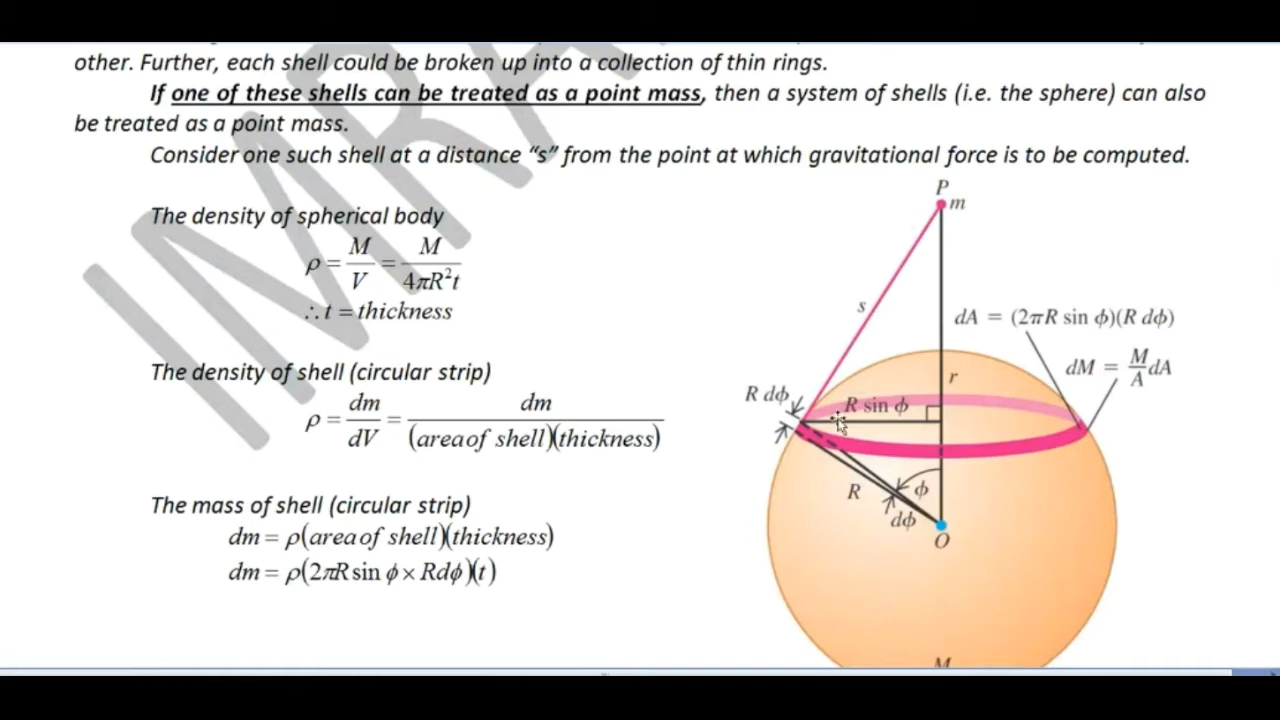 other. Further, each shell could be broken up into a collection of thin rings.
If one of these shells can be treated as a point mass, then a system of shells (i.e. the sphere) can also
be treated as a point mass.
Consider one such shell at a distance “s” from the point at which gravitational force is to be computed.
The density of spherical body
ρ = M/V = M/4πR²t
∴ t = thickness
The density of shell (circular strip)
ρ = dm/dV = dm/(area of shell)(thickness)
The mass of shell (circular strip)
dm = ρ(area of shell)(thickness)
dm = ρ(2πR sin ϕ × Rdϕ)(t)
P
m
s
dA = (2πR sin ϕ)(R dϕ)
r
dM = M/A dA
R dϕ
R sin ϕ
R
ϕ
dϕ
O
M
IMRA